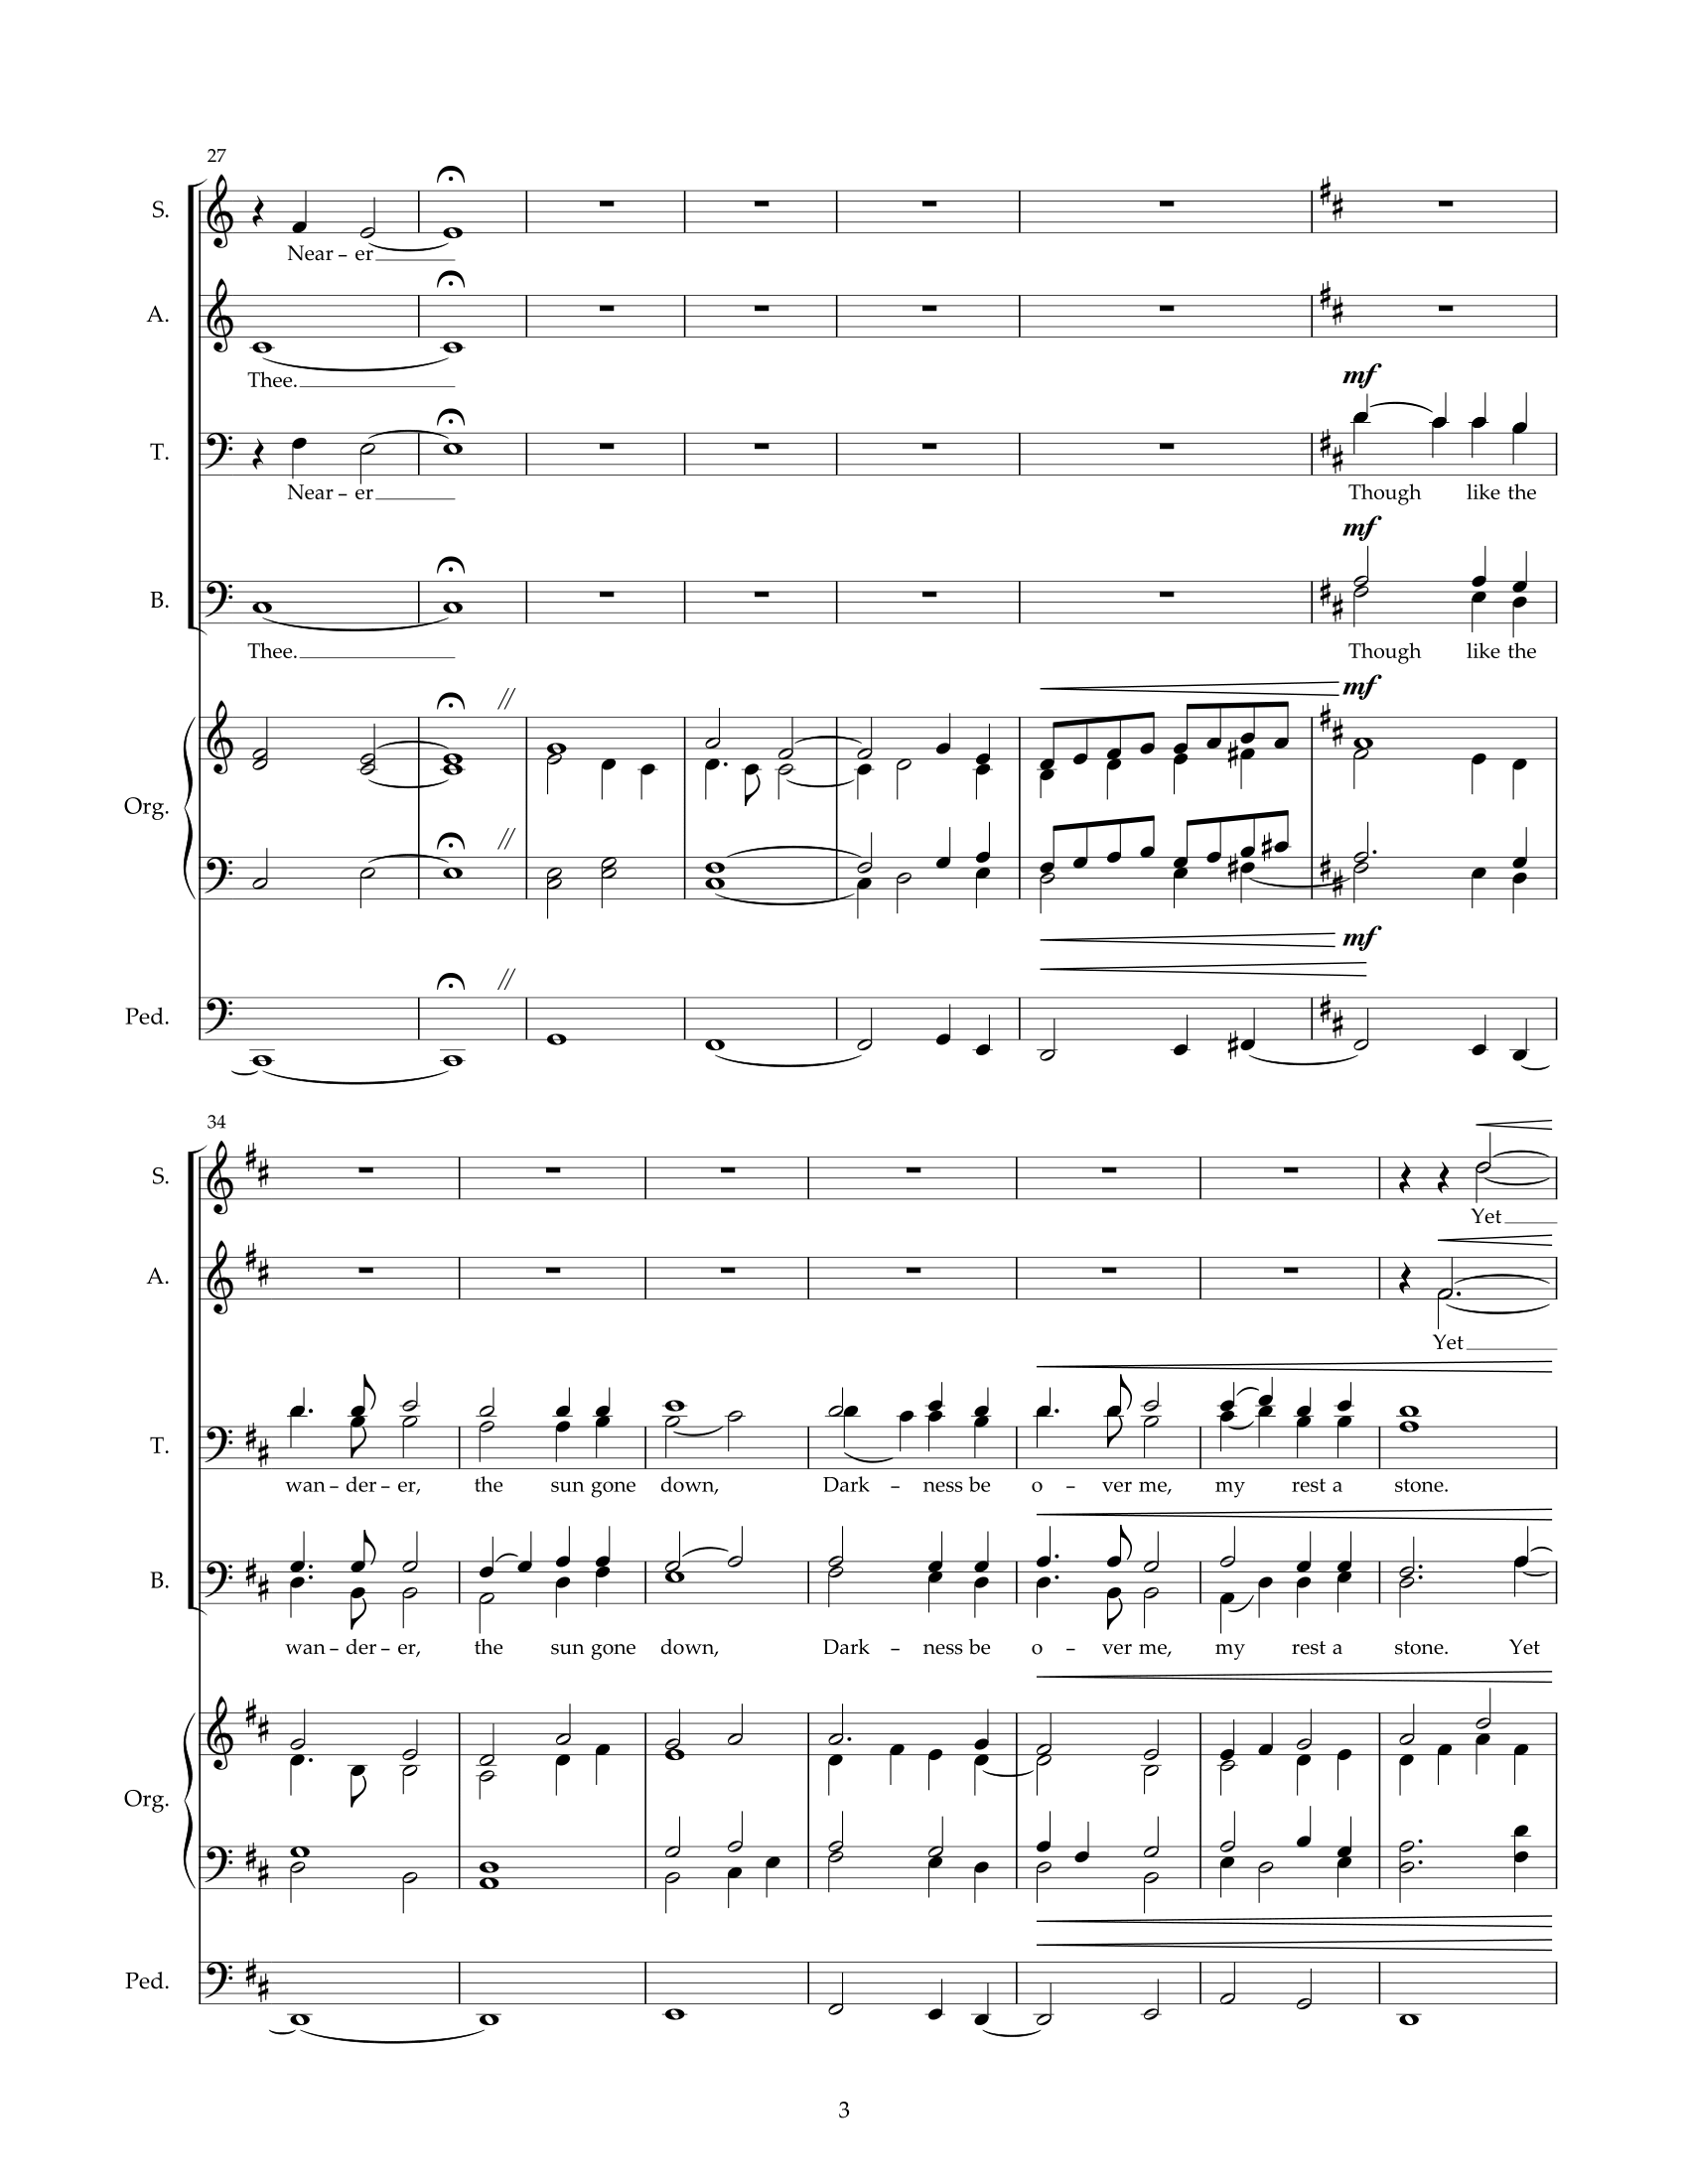 27
S.
Near – er
A.
Thee.
mf
T.
Near – er Though like the
mf
B.
Thee. Though like the
mf
Org.
mf
Ped.
34
S.
Yet
A.
Yet
T.
wan – der – er, the sun gone down, Dark – ness be o – ver me, my rest a stone.
B.
wan – der – er, the sun gone down, Dark – ness be o – ver me, my rest a stone. Yet
Org.
Ped.
3